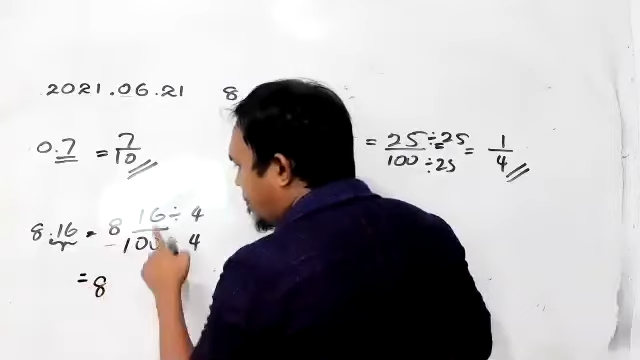 2021.06.21 8
0.7 = 7/10
= 25÷25/100÷25 = 1/4
8.16 = 8 16÷4/100 4
= 8